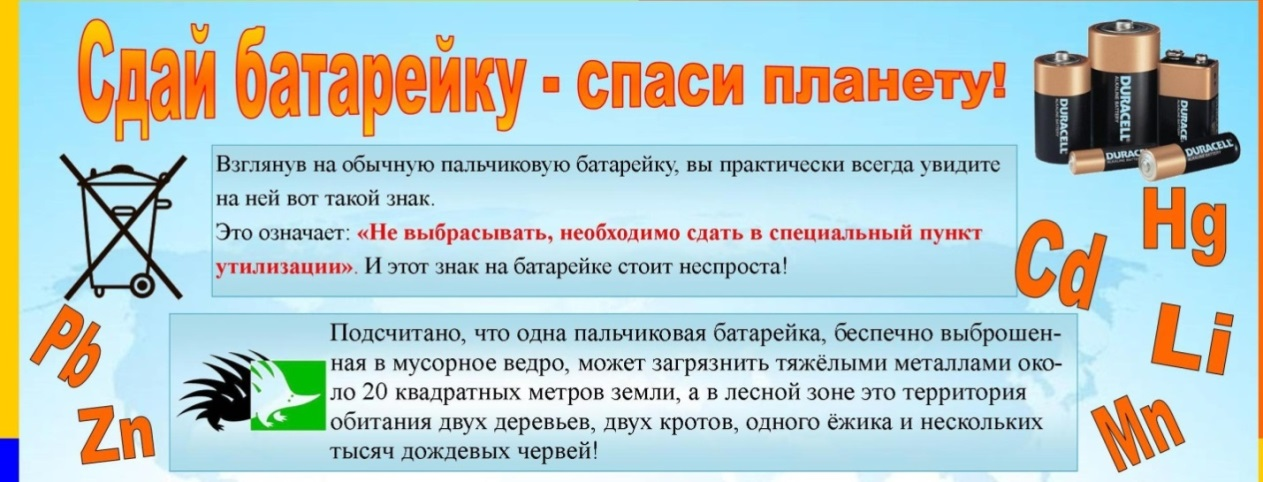 Сдай батарейку - спаси планету!
Взглянув на обычную пальчиковую батарейку, вы практически всегда увидите
на ней вот такой знак.
Это означает: «Не выбрасывать, необходимо сдать в специальный пункт
утилизации». И этот знак на батарейке стоит неспроста!
Подсчитано, что одна пальчиковая батарейка, беспечно выброшен-
ная в мусорное ведро, может загрязнить тяжёлыми металлами око-
ло 20 квадратных метров земли, а в лесной зоне это территория
обитания двух деревьев, двух кротов, одного ёжика и нескольких
тысяч дождевых червей!
Pb
Zn
DURACELL
DURACELL
DURACELL
DURAC
DURACELL
Hg
Cd
Li
Mn